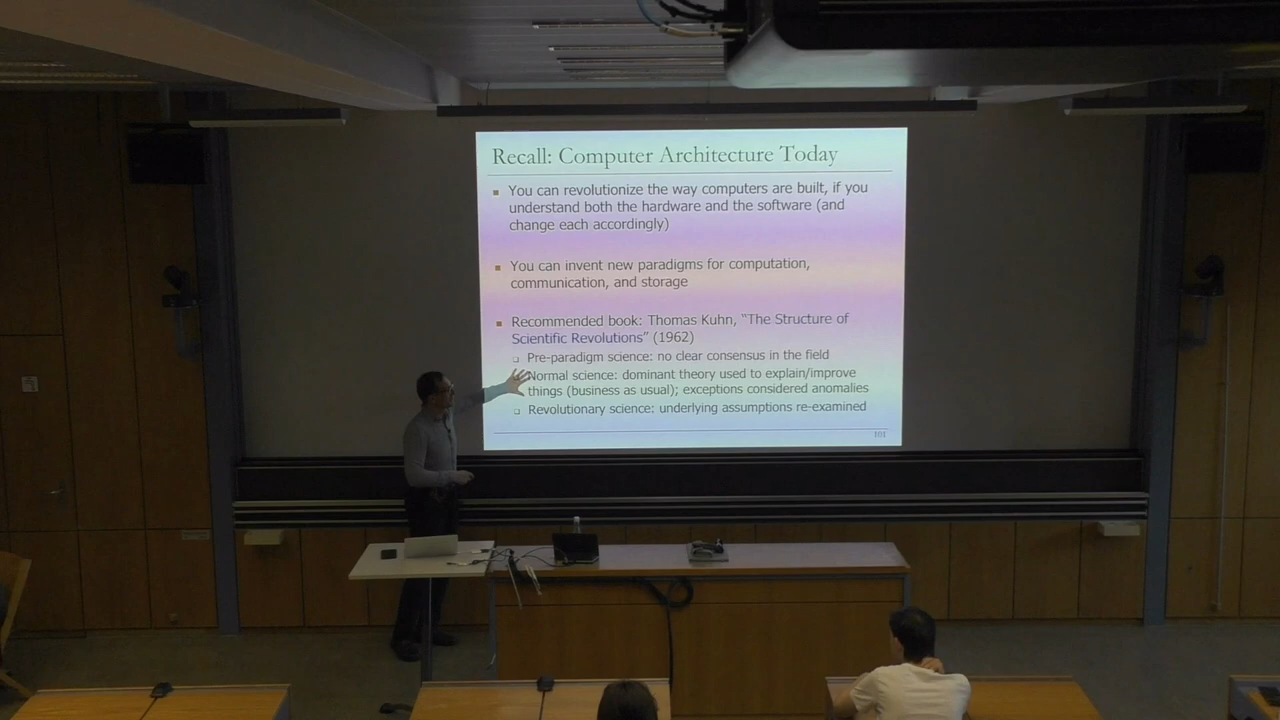 Recall: Computer Architecture Today
You can revolutionize the way computers are built, if you
understand both the hardware and the software (and
change each accordingly)
You can invent new paradigms for computation,
communication, and storage
Recommended book: Thomas Kuhn, “The Structure of
Scientific Revolutions” (1962)
Pre-paradigm science: no clear consensus in the field
Normal science: dominant theory used to explain/improve
things (business as usual); exceptions considered anomalies
Revolutionary science: underlying assumptions re-examined
101